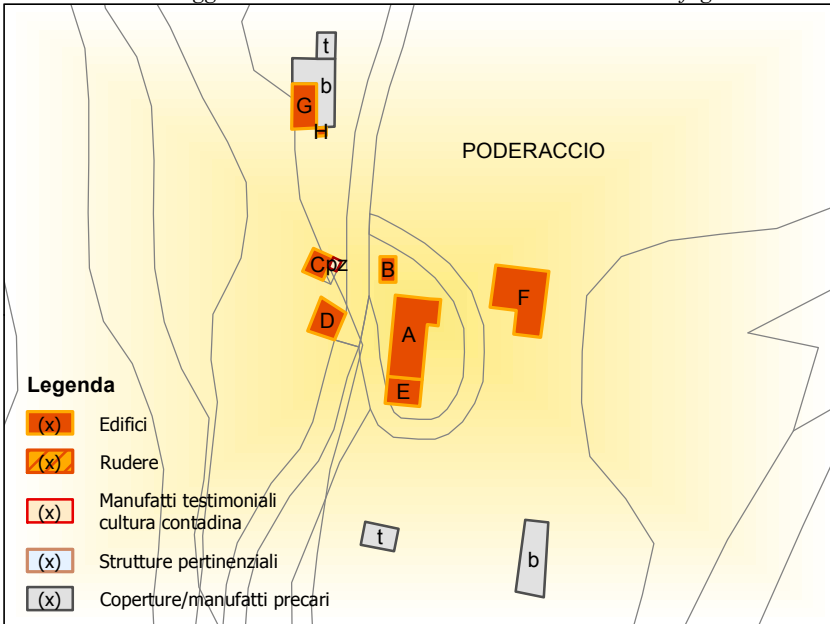 t
b
G
H
PODERACCIO
C
pz
B
F
D
A
E
Legenda
(x) Edifici
(x) Rudere
(x) Manufatti testimoniali
cultura contadina
(x) Strutture pertinenziali
(x) Coperture/manufatti precari
t
b